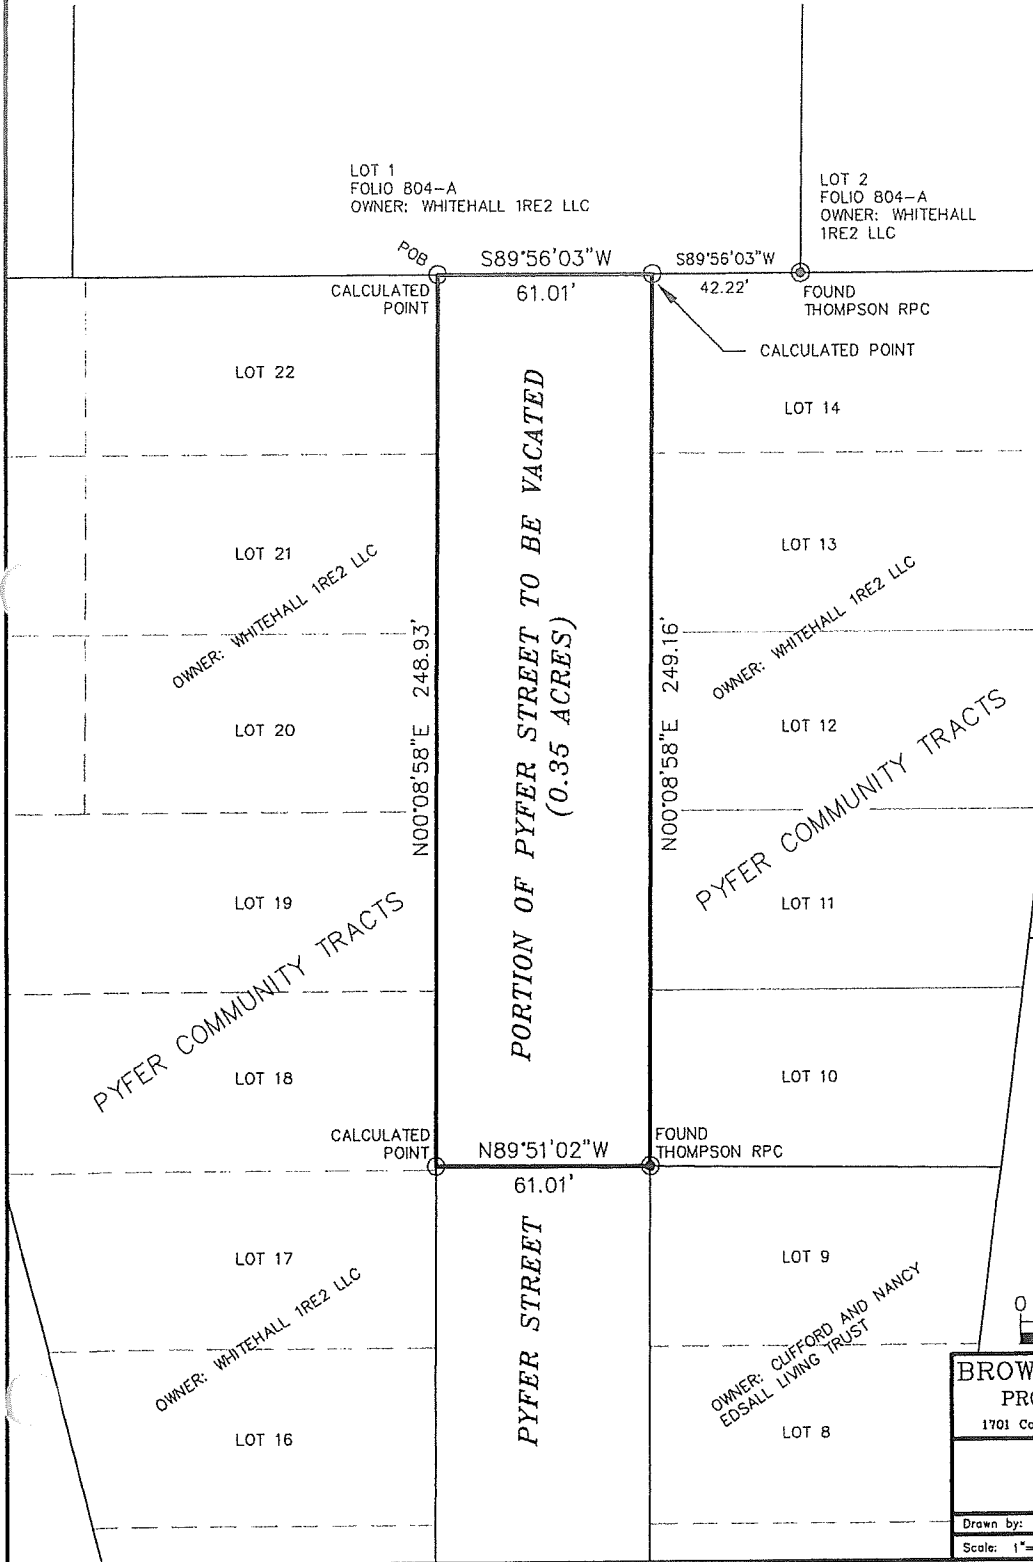 LOT 1
FOLIO 804-A
OWNER: WHITEHALL 1RE2 LLC
LOT 2
FOLIO 804-A
OWNER: WHITEHALL
1RE2 LLC
POB
S89°56'03"W
61.01'
S89°56'03"W
42.22'
CALCULATED
POINT
FOUND
THOMPSON RPC
CALCULATED POINT
LOT 22
LOT 14
LOT 21
LOT 13
OWNER: WHITEHALL 1RE2 LLC
OWNER: WHITEHALL 1RE2 LLC
N00°08'58"E 248.93'
PORTION OF PYFER STREET TO BE VACATED
(0.35 ACRES)
N00°08'58"E 249.16'
LOT 20
LOT 12
PYFER COMMUNITY TRACTS
PYFER COMMUNITY TRACTS
LOT 19
LOT 11
LOT 18
LOT 10
CALCULATED
POINT
N89°51'02"W
61.01'
FOUND
THOMPSON RPC
PYFER STREET
LOT 17
LOT 9
OWNER: WHITEHALL 1RE2 LLC
OWNER: CLIFFORD AND NANCY
EDSALL LIVING TRUST
LOT 16
LOT 8
0
BROW
PRO
1701 Co
Drawn by:
Scale: 1"=